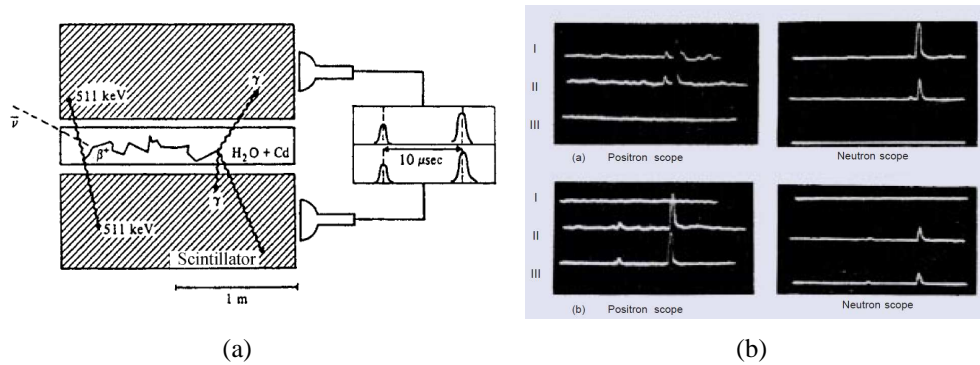 511 keV
γ
ν̄
β⁺
H₂O + Cd
γ
511 keV
Scintillator
1 m
10 μsec
(a)
I
II
III
(a) Positron scope
Neutron scope
I
II
III
(b) Positron scope
Neutron scope
(b)